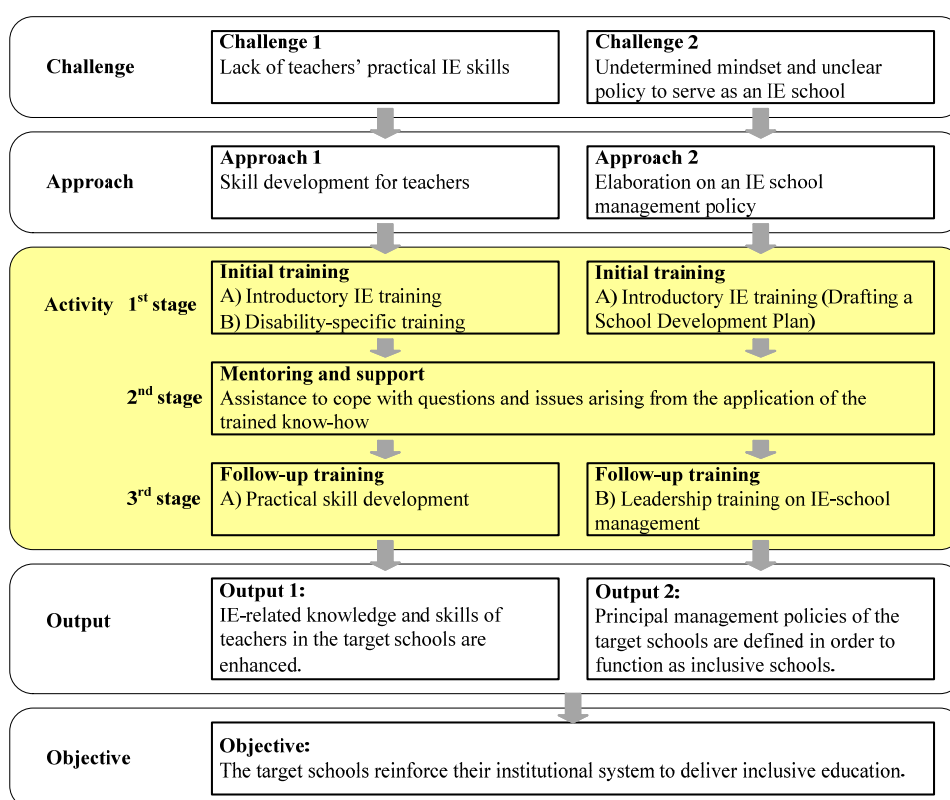 Challenge
Challenge 1
Lack of teachers’ practical IE skills
Challenge 2
Undetermined mindset and unclear
policy to serve as an IE school
Approach
Approach 1
Skill development for teachers
Approach 2
Elaboration on an IE school
management policy
Activity 1st stage
Initial training
A) Introductory IE training
B) Disability-specific training
Initial training
A) Introductory IE training (Drafting a
School Development Plan)
2nd stage
Mentoring and support
Assistance to cope with questions and issues arising from the application of the
trained know-how
3rd stage
Follow-up training
A) Practical skill development
Follow-up training
B) Leadership training on IE-school
management
Output
Output 1:
IE-related knowledge and skills of
teachers in the target schools are
enhanced.
Output 2:
Principal management policies of the
target schools are defined in order to
function as inclusive schools.
Objective
Objective:
The target schools reinforce their institutional system to deliver inclusive education.